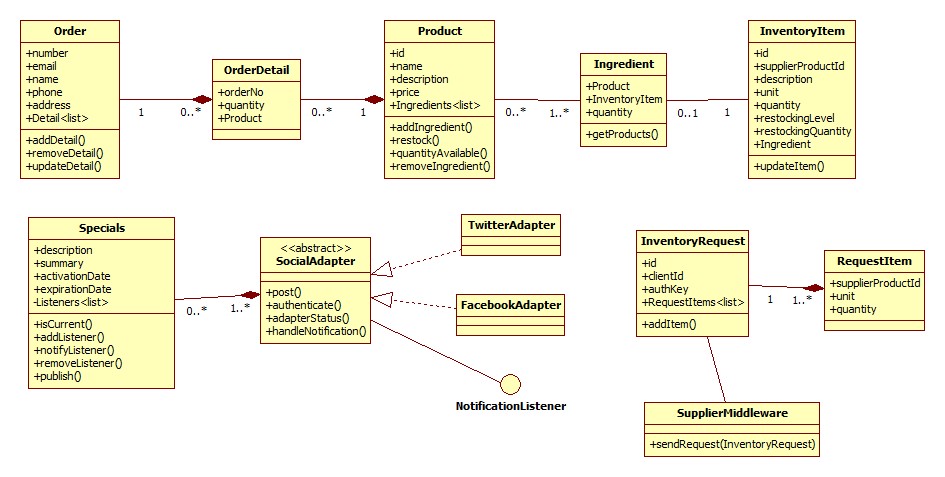 Order
+number
+email
+name
+phone
+address
+Detail<list>
+addDetail()
+removeDetail()
+updateDetail()
1
0..*
OrderDetail
+orderNo
+quantity
+Product
0..*
1
Product
+id
+name
+description
+price
+Ingredients<list>
+addIngredient()
+restock()
+quantityAvailable()
+removeIngredient()
0..*
1..*
Ingredient
+Product
+InventoryItem
+quantity
+getProducts()
0..1
1
InventoryItem
+id
+supplierProductId
+description
+unit
+quantity
+restockingLevel
+restockingQuantity
+Ingredient
+updateItem()
Specials
+description
+summary
+activationDate
+expirationDate
-Listeners<list>
+isCurrent()
+addListener()
+notifyListener()
+removeListener()
+publish()
0..*
1..*
<<abstract>>
SocialAdapter
+post()
+authenticate()
+adapterStatus()
+handleNotification()
TwitterAdapter
FacebookAdapter
NotificationListener
InventoryRequest
+id
+clientId
+authKey
+RequestItems<list>
+addItem()
1
1..*
RequestItem
+supplierProductId
+unit
+quantity
SupplierMiddleware
+sendRequest(InventoryRequest)